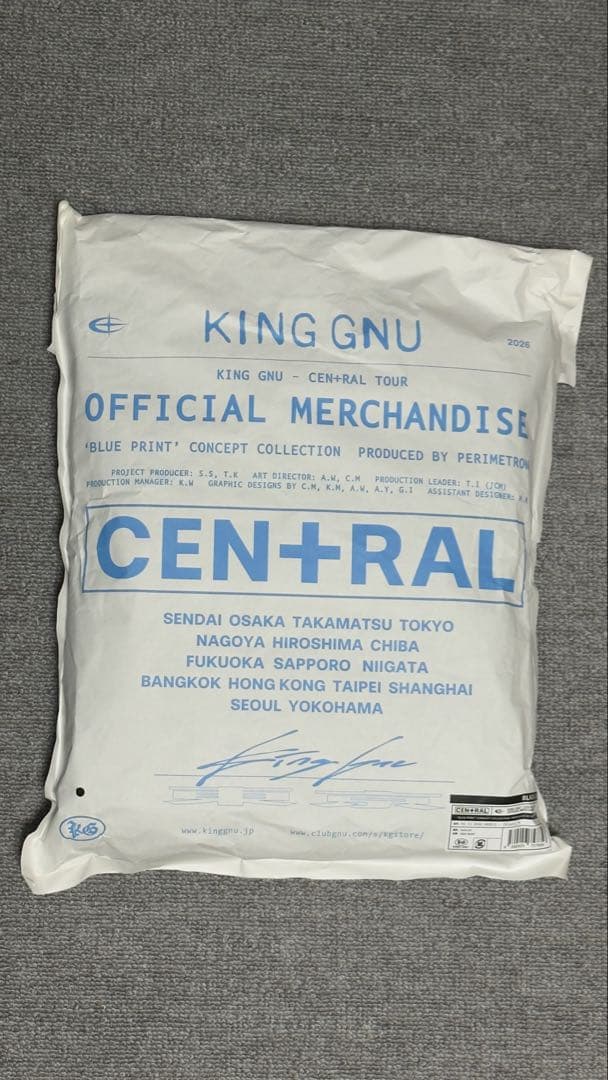 KING GNU
2026
KING GNU - CEN+RAL TOUR
OFFICIAL MERCHANDISE
'BLUE PRINT' CONCEPT COLLECTION PRODUCED BY PERIMETRON
PROJECT PRODUCER: S.S, T.K ART DIRECTOR: A.W, C.M PRODUCTION LEADER: T.I (JCM)
PRODUCTION MANAGER: K.W GRAPHIC DESIGNS BY C.M, K.M, A.W, A.Y, G.I ASSISTANT DESIGNER:
CEN+RAL
SENDAI OSAKA TAKAMATSU TOKYO
NAGOYA HIROSHIMA CHIBA
FUKUOKA SAPPORO NIIGATA
BANGKOK HONG KONG TAIPEI SHANGHAI
SEOUL YOKOHAMA
King Gnu
KG
www.kinggnu.jp www.clubgnu.com/s/kgstore/
CEN+RAL